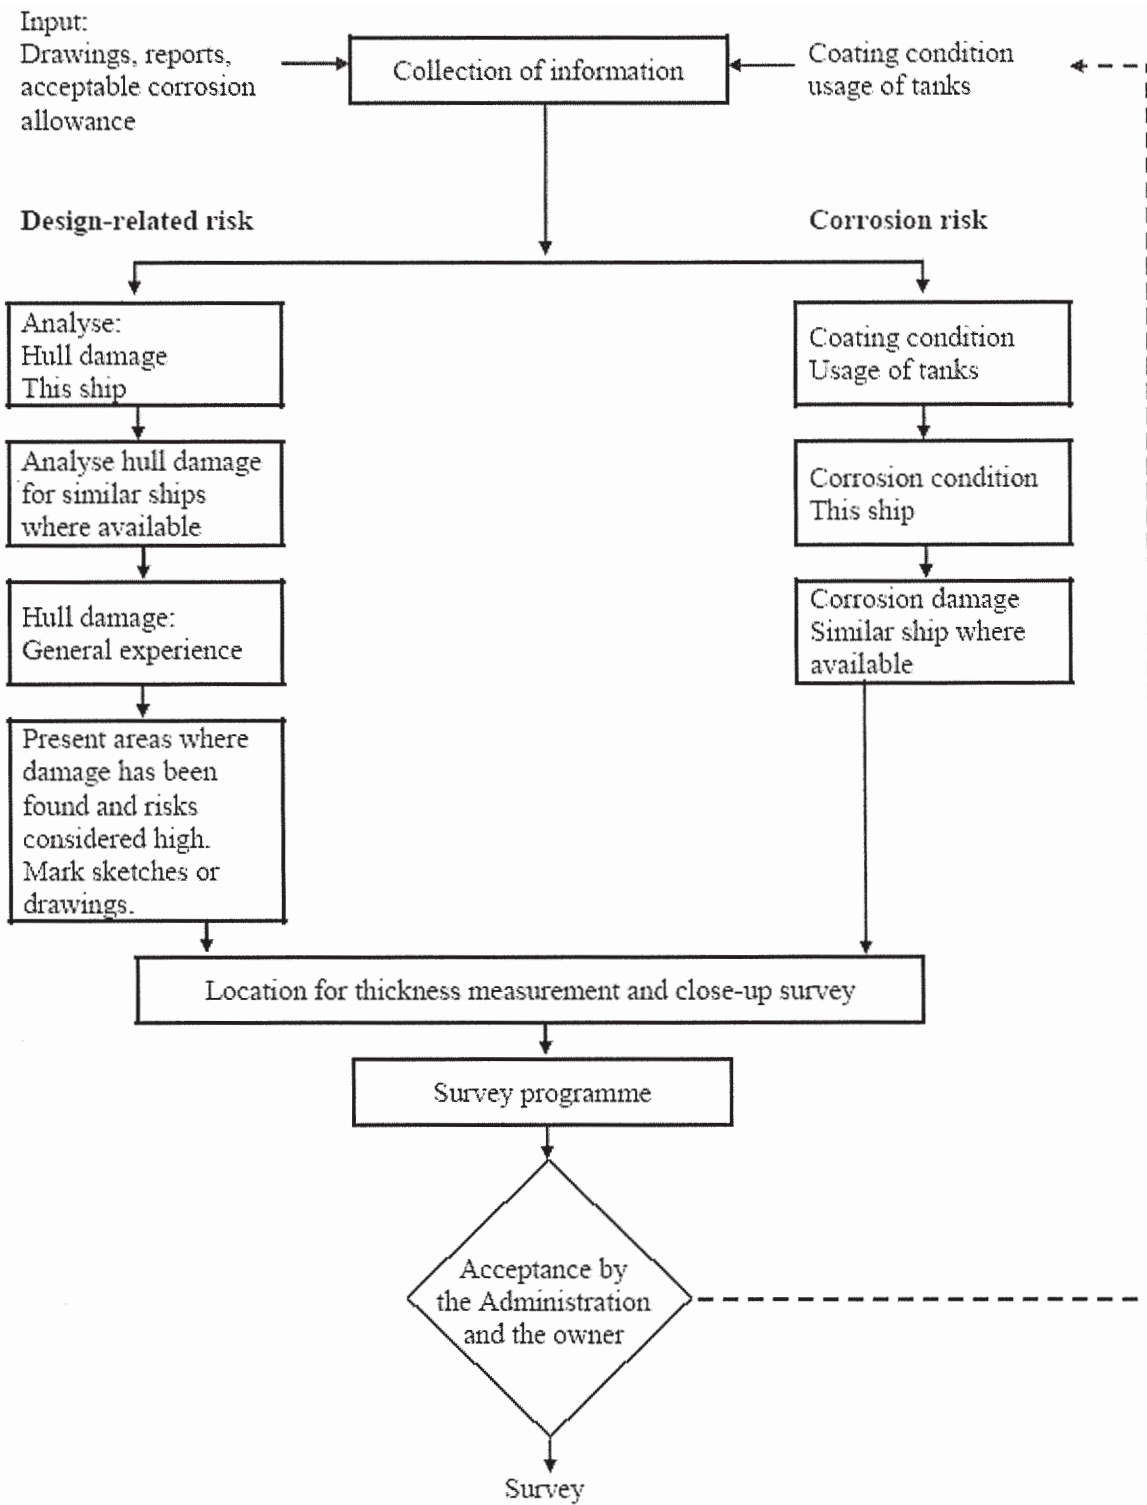 Input:
Drawings, reports,
acceptable corrosion
allowance
Collection of information
Coating condition
usage of tanks
Design-related risk
Corrosion risk
Analyse:
Hull damage
This ship
Analyse hull damage
for similar ships
where available
Hull damage:
General experience
Present areas where
damage has been
found and risks
considered high.
Mark sketches or
drawings.
Coating condition
Usage of tanks
Corrosion condition
This ship
Corrosion damage
Similar ship where
available
Location for thickness measurement and close-up survey
Survey programme
Acceptance by
the Administration
and the owner
Survey